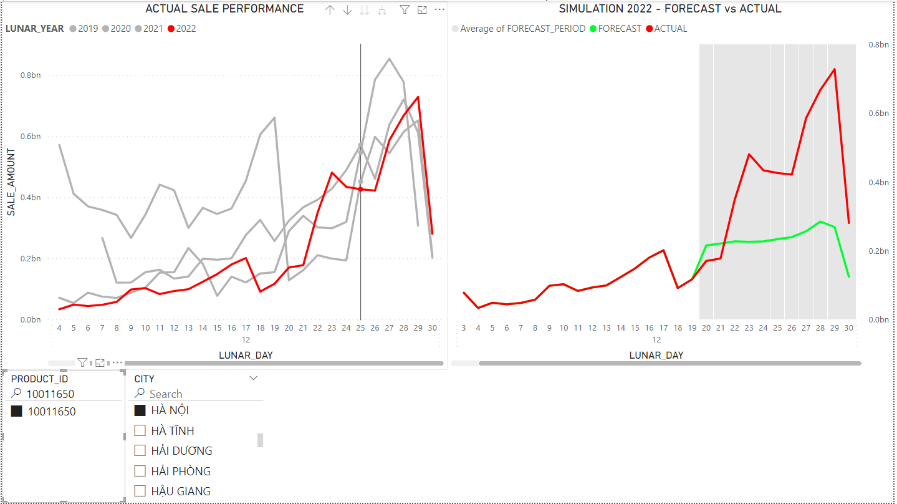 ACTUAL SALE PERFORMANCE
LUNAR_YEAR 2019 2020 2021 2022
0.8bn
0.6bn
0.4bn
0.2bn
0.0bn
SALE_AMOUNT
4 5 6 7 8 9 10 11 12 13 14 15 16 17 18 19 20 21 22 23 24 25 26 27 28 29 30
12
LUNAR_DAY
SIMULATION 2022 - FORECAST vs ACTUAL
Average of FORECAST_PERIOD FORECAST ACTUAL
0.8bn
0.6bn
0.4bn
0.2bn
0.0bn
3 4 5 6 7 8 9 10 11 12 13 14 15 16 17 18 19 20 21 22 23 24 25 26 27 28 29 30
12
LUNAR_DAY
PRODUCT_ID
10011650
10011650
CITY
Search
HÀ NỘI
HÀ TĨNH
HẢI DƯƠNG
HẢI PHÒNG
HẬU GIANG